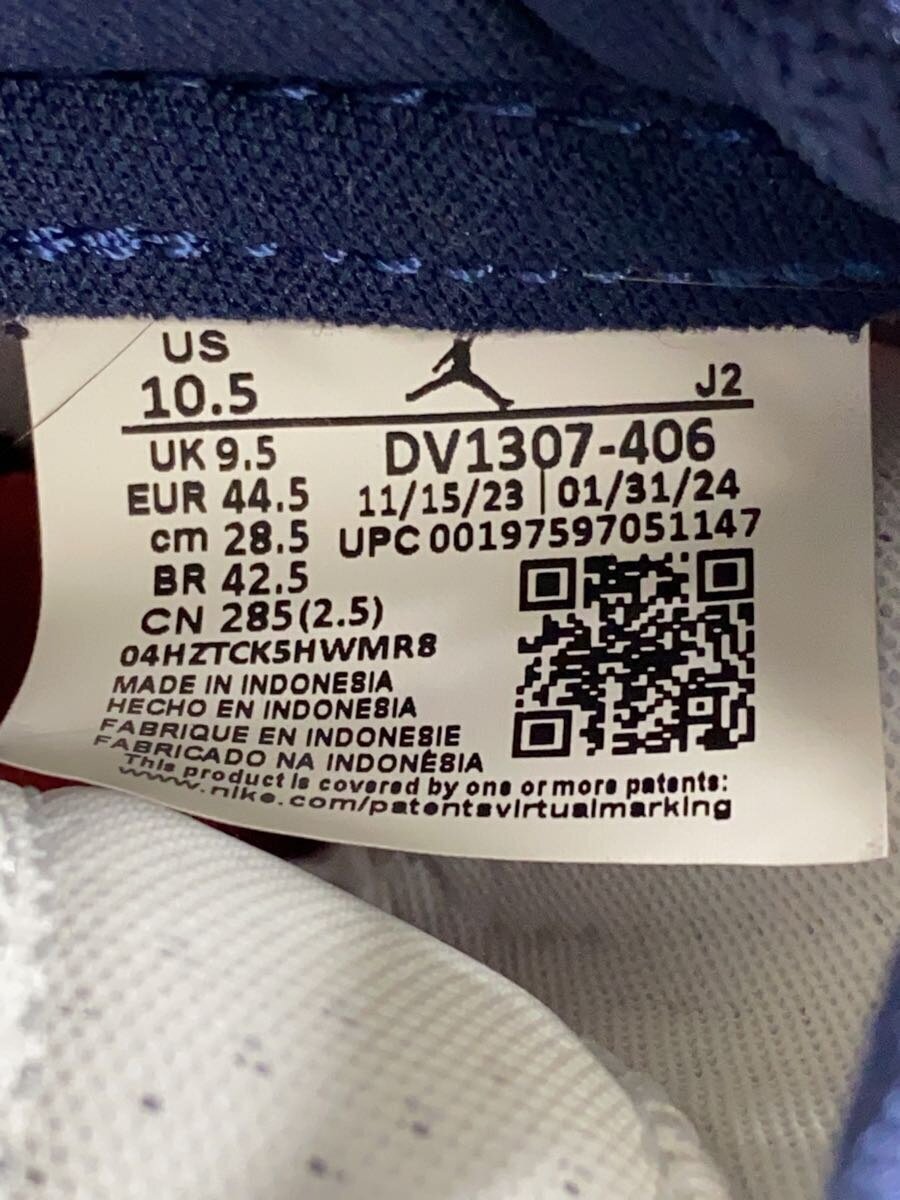 US
10.5
J2
UK 9.5
DV1307-406
EUR 44.5
11/15/23 | 01/31/24
cm 28.5
UPC 00197597051147
BR 42.5
CN 285(2.5)
04HZTCK5HWMR8
MADE IN INDONESIA
HECHO EN INDONESIA
FABRIQUE EN INDONESIE
FABRICADO NA INDONÉSIA
This product is covered by one or more patents:
www.nike.com/patentsvirtualmarking